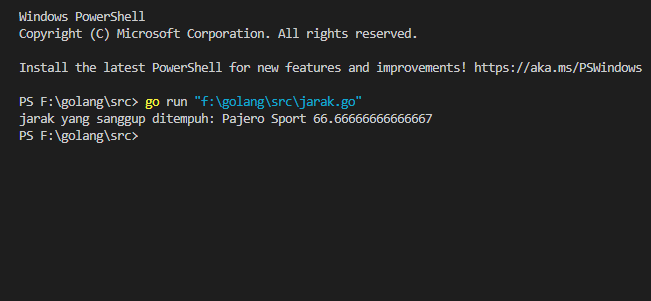 Windows PowerShell
Copyright (C) Microsoft Corporation. All rights reserved.
Install the latest PowerShell for new features and improvements! https://aka.ms/PSWindows
PS F:\golang\src> go run "f:\golang\src\jarak.go"
jarak yang sanggup ditempuh: Pajero Sport 66.66666666666667
PS F:\golang\src>